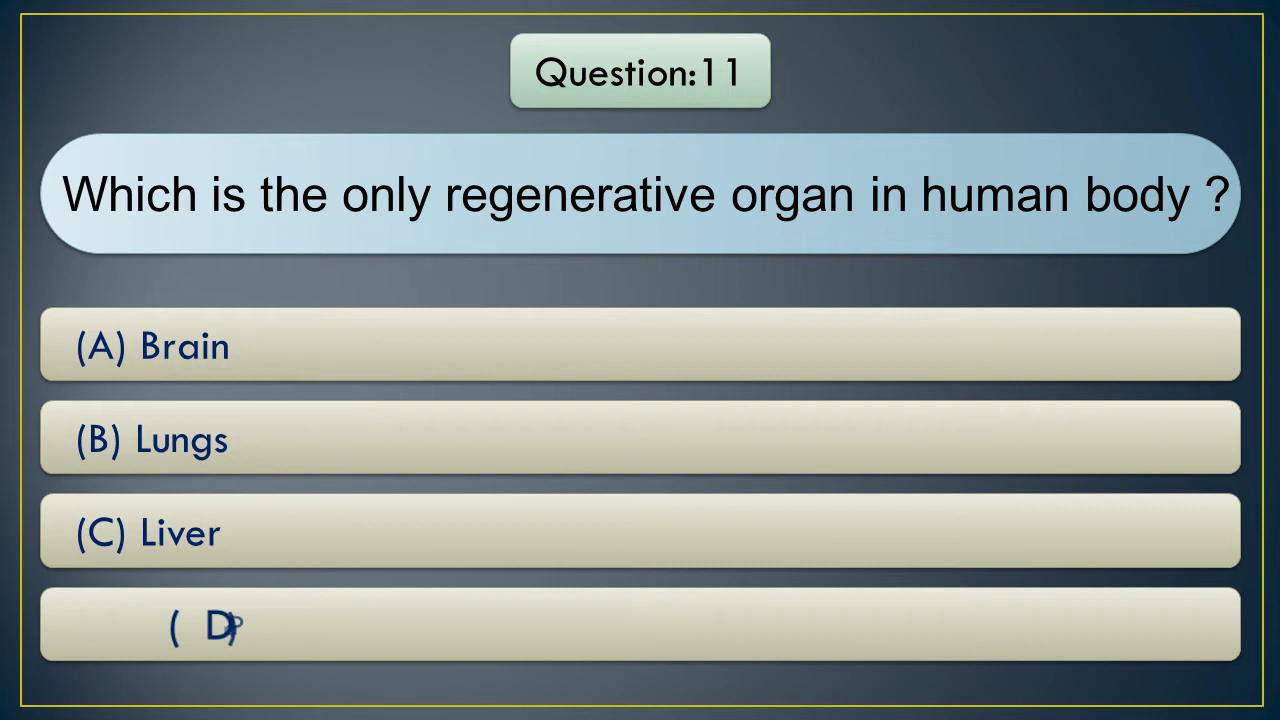 Question:11
Which is the only regenerative organ in human body ?
(A) Brain
(B) Lungs
(C) Liver
( D)